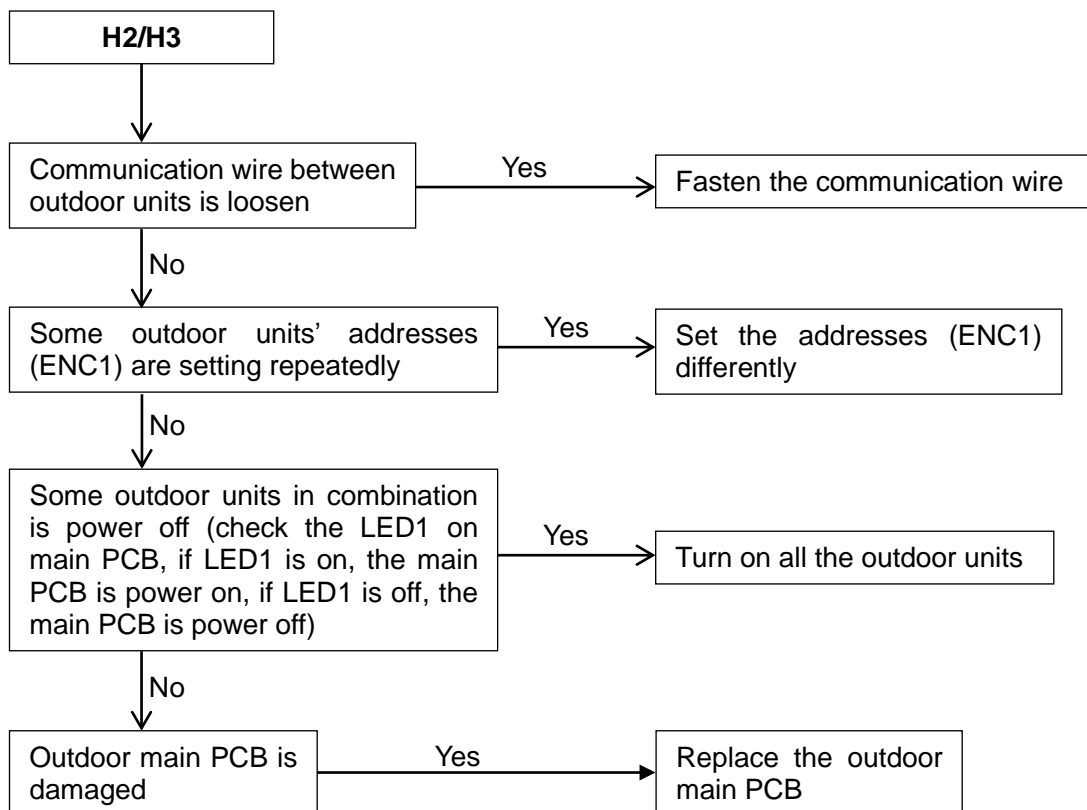 H2/H3
Communication wire between
outdoor units is loosen
Yes
Fasten the communication wire
No
Some outdoor units’ addresses
(ENC1) are setting repeatedly
Yes
Set the addresses (ENC1)
differently
No
Some outdoor units in combination
is power off (check the LED1 on
main PCB, if LED1 is on, the main
PCB is power on, if LED1 is off, the
main PCB is power off)
Yes
Turn on all the outdoor units
No
Outdoor main PCB is
damaged
Yes
Replace the outdoor
main PCB